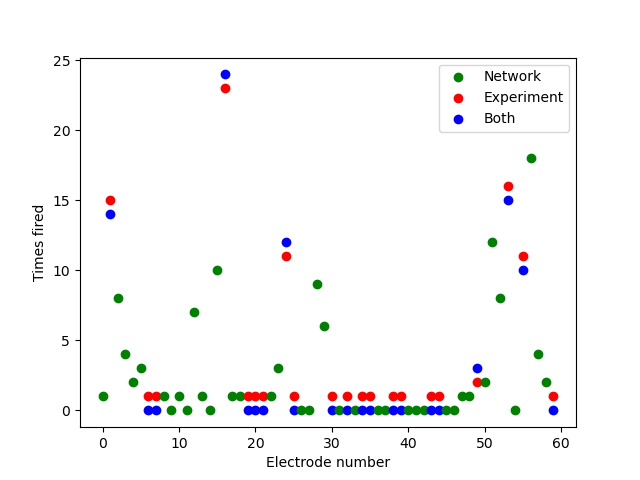 25
20
15
10
5
0
Times fired
Network
Experiment
Both
0 10 20 30 40 50 60
Electrode number